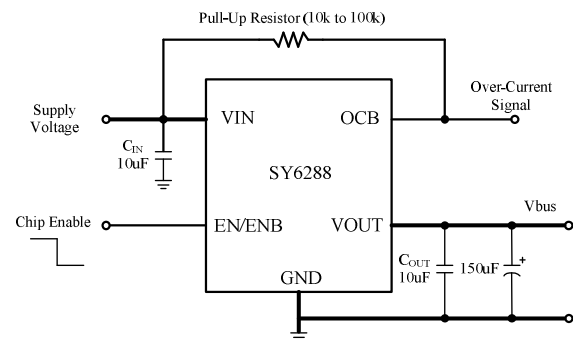 Pull-Up Resistor (10k to 100k)
Supply
Voltage
VIN
OCB
Over-Current
Signal
CIN
10uF
SY6288
Chip Enable
EN/ENB
VOUT
Vbus
COUT
10uF
150uF
+
GND